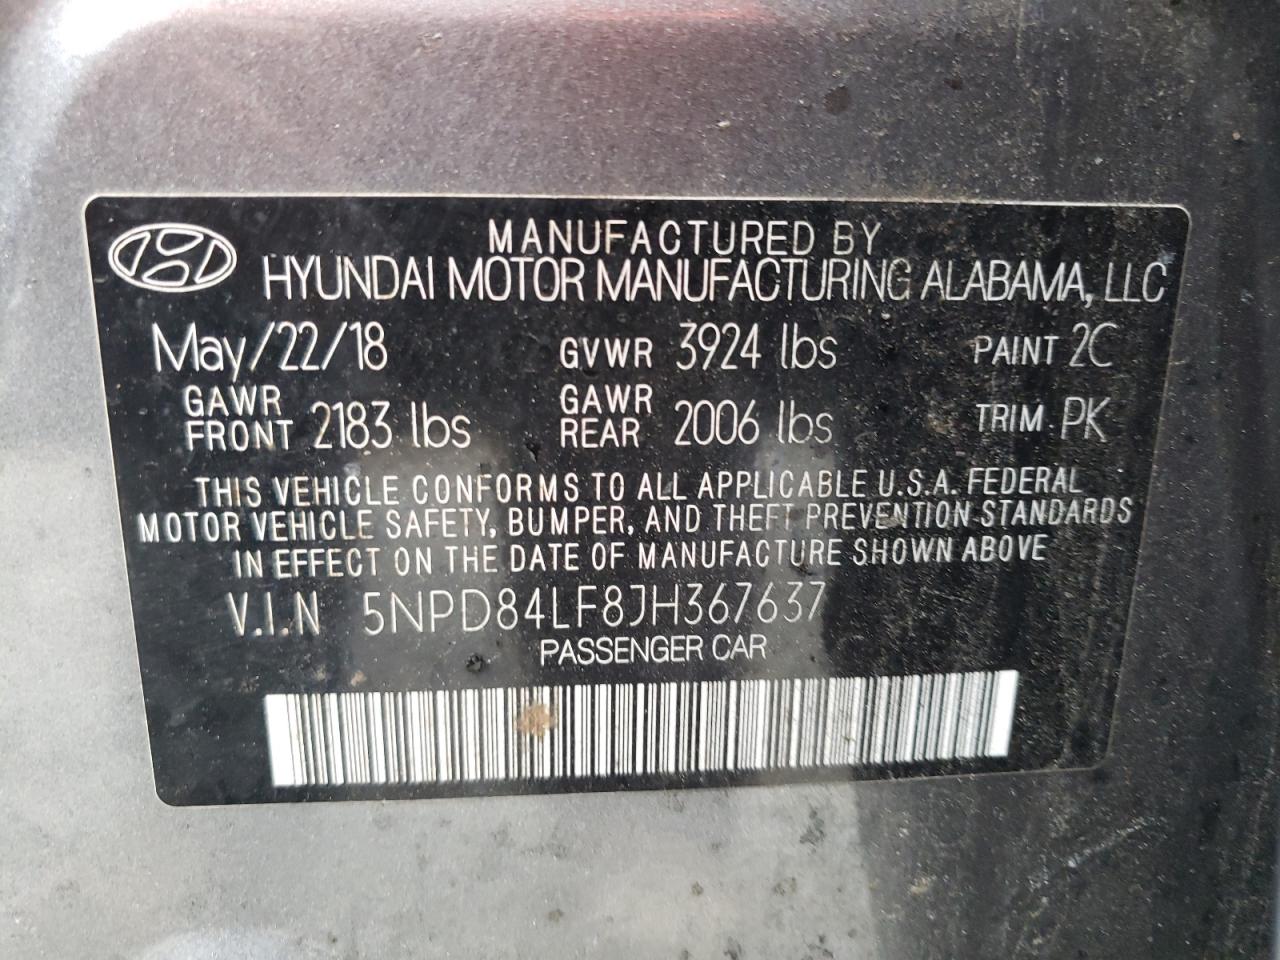 MANUFACTURED BY
HYUNDAI MOTOR MANUFACTURING ALABAMA, LLC
May/22/18 GVWR 3924 lbs PAINT 2C
GAWR FRONT 2183 lbs GAWR REAR 2006 lbs TRIM PK
THIS VEHICLE CONFORMS TO ALL APPLICABLE U.S.A. FEDERAL
MOTOR VEHICLE SAFETY, BUMPER, AND THEFT PREVENTION STANDARDS
IN EFFECT ON THE DATE OF MANUFACTURE SHOWN ABOVE
V.I.N 5NPD84LF8JH367637
PASSENGER CAR